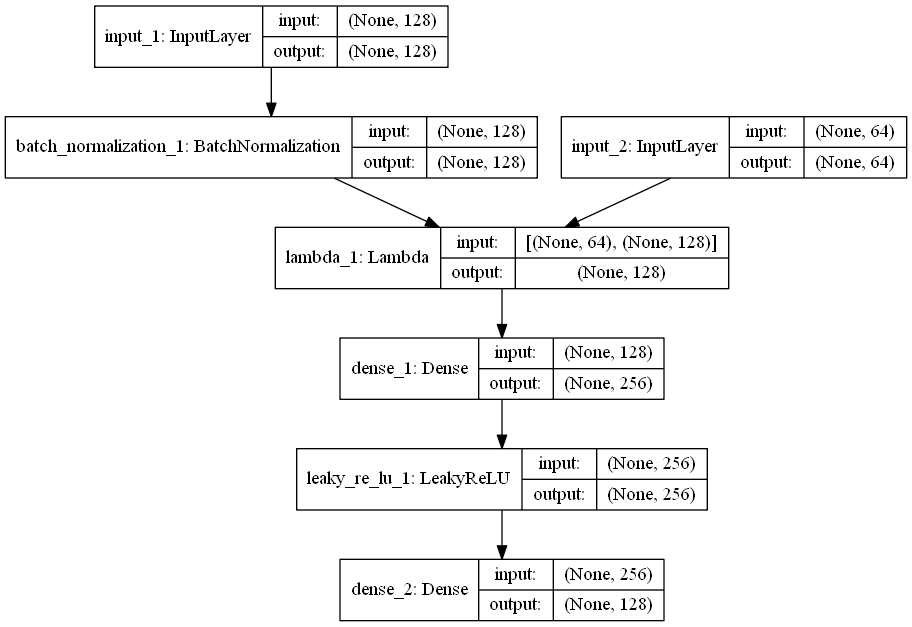 input_1: InputLayer
input: (None, 128)
output: (None, 128)
batch_normalization_1: BatchNormalization
input: (None, 128)
output: (None, 128)
input_2: InputLayer
input: (None, 64)
output: (None, 64)
lambda_1: Lambda
input: [(None, 64), (None, 128)]
output: (None, 128)
dense_1: Dense
input: (None, 128)
output: (None, 256)
leaky_re_lu_1: LeakyReLU
input: (None, 256)
output: (None, 256)
dense_2: Dense
input: (None, 256)
output: (None, 128)